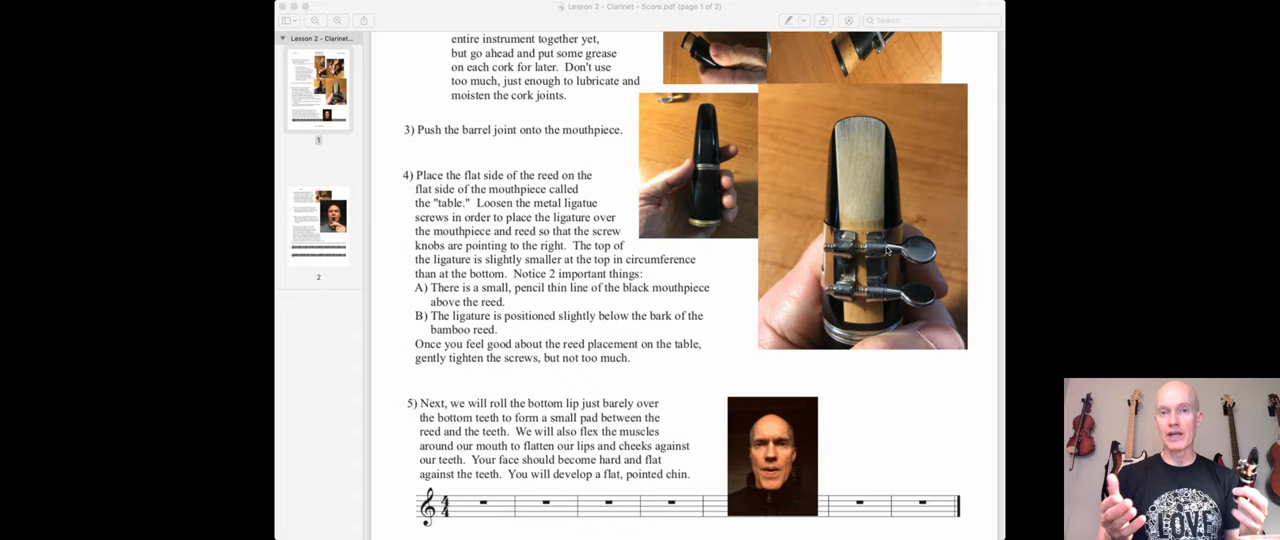 Lesson 2 - Clarinet - Score.pdf (page 1 of 2)
Search
Lesson 2 - Clarinet...
1
2
entire instrument together yet,
but go ahead and put some grease
on each cork for later. Don't use
too much, just enough to lubricate and
moisten the cork joints.
3) Push the barrel joint onto the mouthpiece.
4) Place the flat side of the reed on the
flat side of the mouthpiece called
the "table." Loosen the metal ligatue
screws in order to place the ligature over
the mouthpiece and reed so that the screw
knobs are pointing to the right. The top of
the ligature is slightly smaller at the top in circumference
than at the bottom. Notice 2 important things:
A) There is a small, pencil thin line of the black mouthpiece
above the reed.
B) The ligature is positioned slightly below the bark of the
bamboo reed.
Once you feel good about the reed placement on the table,
gently tighten the screws, but not too much.
5) Next, we will roll the bottom lip just barely over
the bottom teeth to form a small pad between the
reed and the teeth. We will also flex the muscles
around our mouth to flatten our lips and cheeks against
our teeth. Your face should become hard and flat
against the teeth. You will develop a flat, pointed chin.
4
4
LOVE